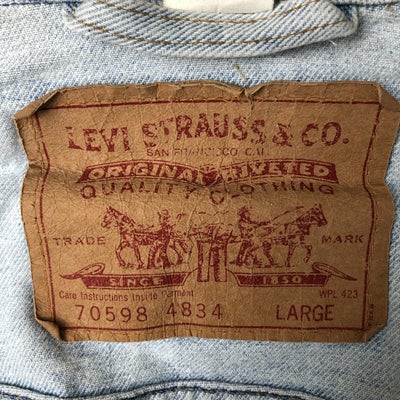 LEVI STRAUSS & CO.
SAN FRANCISCO CAL
ORIGINAL RIVETED
QUALITY CLOTHING
TRADE MARK
SINCE 1850
Care Instructions Inside Garment WPL 423
70598 4834 LARGE